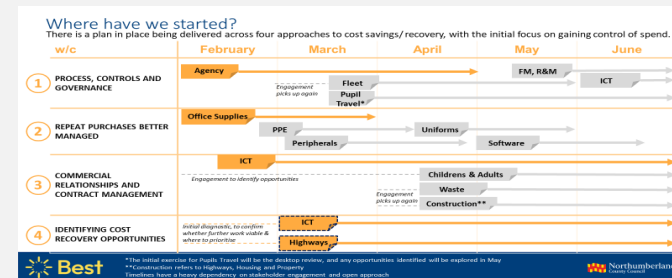 Where have we started?
There is a plan in place being delivered across four approaches to cost savings/recovery, with the initial focus on gaining control of spend.
w/c February March April May June
1 PROCESS, CONTROLS AND GOVERNANCE
Agency
Engagement picks up again
Fleet
Pupil Travel*
FM, R&M
ICT
2 REPEAT PURCHASES BETTER MANAGED
Office Supplies
PPE
Peripherals
Uniforms
Software
3 COMMERCIAL RELATIONSHIPS AND CONTRACT MANAGEMENT
ICT
Engagement to identify opportunities
Engagement picks up again
Childrens & Adults
Waste
Construction**
4 IDENTIFYING COST RECOVERY OPPORTUNITIES
Initial diagnostic, to confirm whether further work viable & where to prioritise
ICT
Highways
Best
*The initial exercise for Pupils Travel will be the desktop review, and any opportunities identified will be explored in May
**Construction refers to Highways, Housing and Property
Timelines have a heavy dependency on stakeholder engagement and open approach
Northumberland
County Council